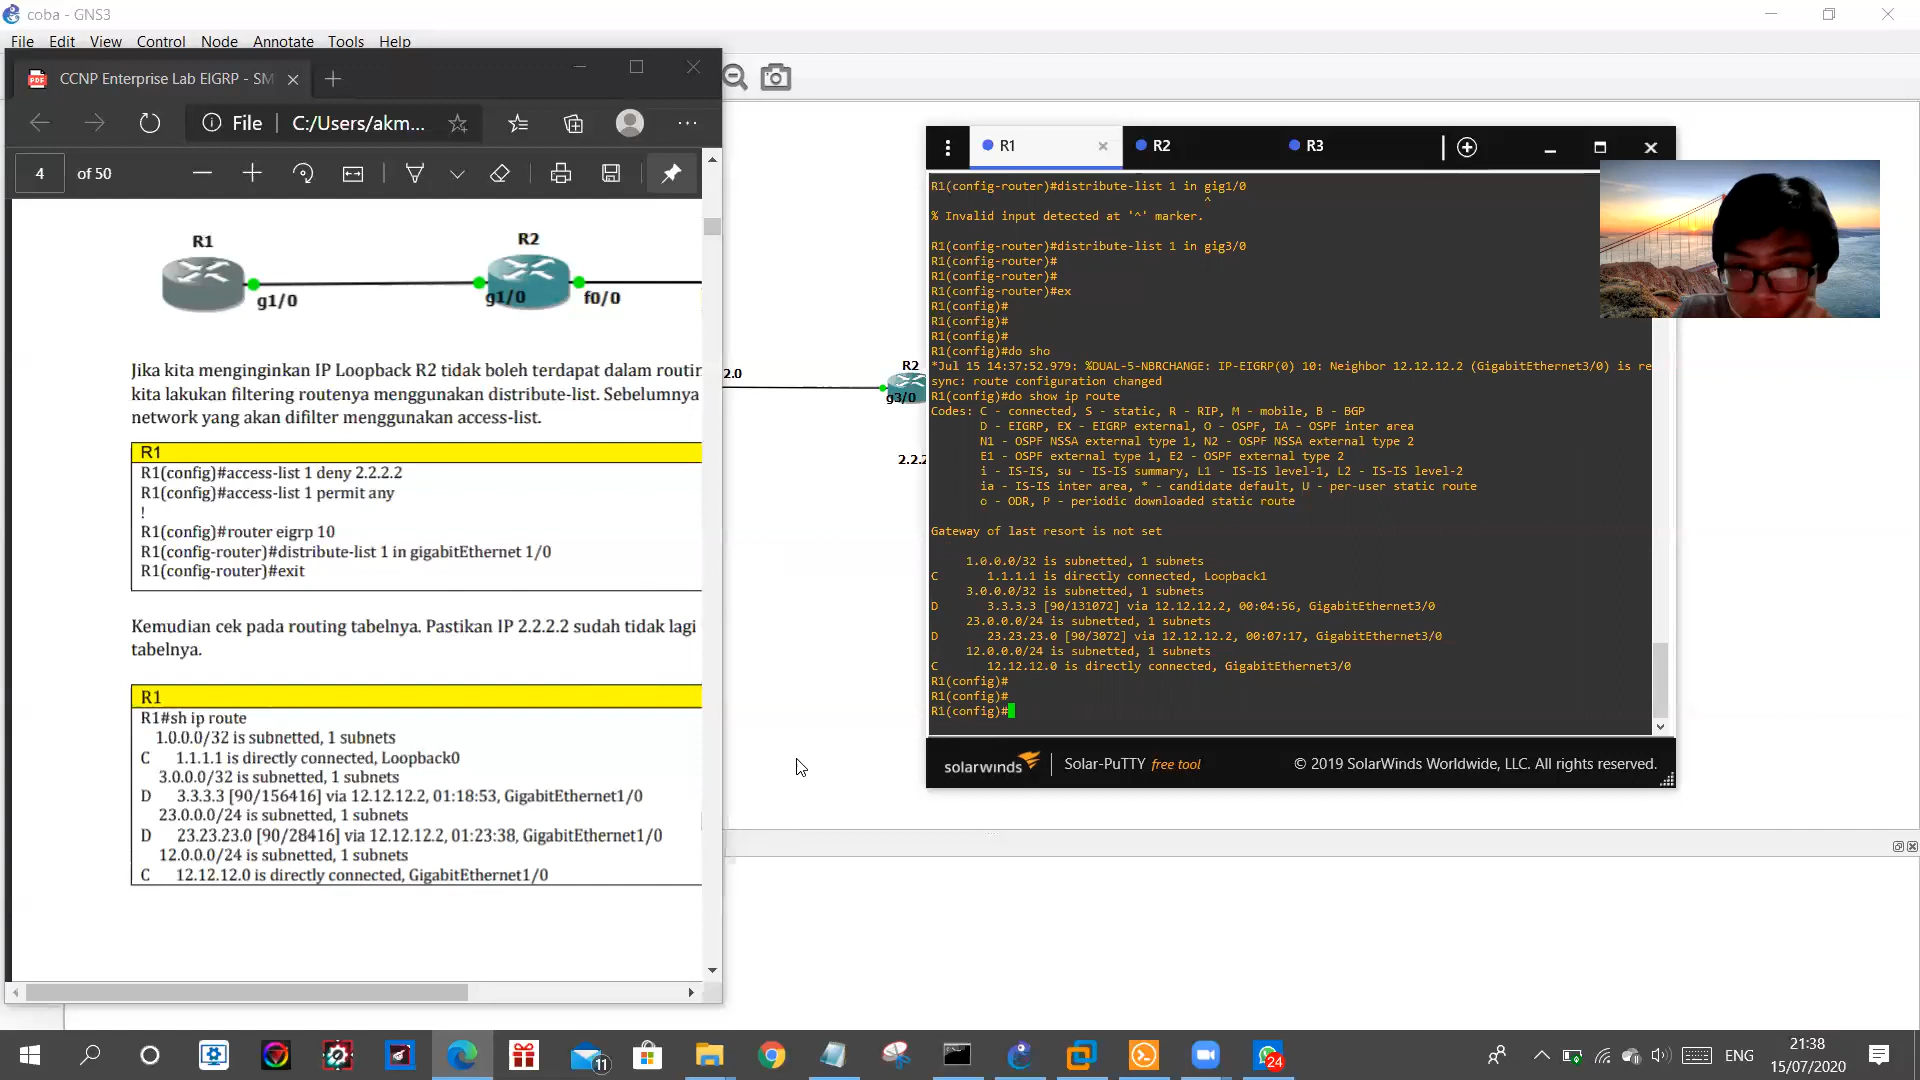 coba - GNS3
File Edit View Control Node Annotate Tools Help
CCNP Enterprise Lab EIGRP - SM
File C:/Users/akm...
4 of 50
R1
R2
g1/0
g1/0
f0/0
Jika kita menginginkan IP Loopback R2 tidak boleh terdapat dalam routin
kita lakukan filtering routenya menggunakan distribute-list. Sebelumnya
network yang akan difilter menggunakan access-list.
R1
R1(config)#access-list 1 deny 2.2.2.2
R1(config)#access-list 1 permit any
!
R1(config)#router eigrp 10
R1(config-router)#distribute-list 1 in gigabitEthernet 1/0
R1(config-router)#exit
Kemudian cek pada routing tabelnya. Pastikan IP 2.2.2.2 sudah tidak lagi
tabelnya.
R1
R1#sh ip route
1.0.0.0/32 is subnetted, 1 subnets
C 1.1.1.1 is directly connected, Loopback0
3.0.0.0/32 is subnetted, 1 subnets
D 3.3.3.3 [90/156416] via 12.12.12.2, 01:18:53, GigabitEthernet1/0
23.0.0.0/24 is subnetted, 1 subnets
D 23.23.23.0 [90/28416] via 12.12.12.2, 01:23:38, GigabitEthernet1/0
12.0.0.0/24 is subnetted, 1 subnets
C 12.12.12.0 is directly connected, GigabitEthernet1/0
2.0
R2
g3/0
2.2.2
R1 R2 R3
R1(config-router)#distribute-list 1 in gig1/0
^
% Invalid input detected at '^' marker.
R1(config-router)#distribute-list 1 in gig3/0
R1(config-router)#
R1(config-router)#
R1(config-router)#ex
R1(config)#
R1(config)#
R1(config)#
R1(config)#do sho
*Jul 15 14:37:52.979: %DUAL-5-NBRCHANGE: IP-EIGRP(0) 10: Neighbor 12.12.12.2 (GigabitEthernet3/0) is re
sync: route configuration changed
R1(config)#do show ip route
Codes: C - connected, S - static, R - RIP, M - mobile, B - BGP
D - EIGRP, EX - EIGRP external, O - OSPF, IA - OSPF inter area
N1 - OSPF NSSA external type 1, N2 - OSPF NSSA external type 2
E1 - OSPF external type 1, E2 - OSPF external type 2
i - IS-IS, su - IS-IS summary, L1 - IS-IS level-1, L2 - IS-IS level-2
ia - IS-IS inter area, * - candidate default, U - per-user static route
o - ODR, P - periodic downloaded static route
Gateway of last resort is not set
1.0.0.0/32 is subnetted, 1 subnets
C 1.1.1.1 is directly connected, Loopback1
3.0.0.0/32 is subnetted, 1 subnets
D 3.3.3.3 [90/131072] via 12.12.12.2, 00:04:56, GigabitEthernet3/0
23.0.0.0/24 is subnetted, 1 subnets
D 23.23.23.0 [90/3072] via 12.12.12.2, 00:07:17, GigabitEthernet3/0
12.0.0.0/24 is subnetted, 1 subnets
C 12.12.12.0 is directly connected, GigabitEthernet3/0
R1(config)#
R1(config)#
R1(config)#
solarwinds Solar-PuTTY free tool © 2019 SolarWinds Worldwide, LLC. All rights reserved.
11
24
ENG
21:38
15/07/2020